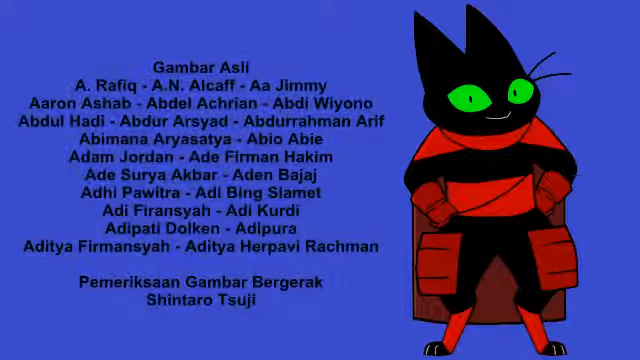 Gambar Asli
A. Rafiq - A.N. Alcaff - Aa Jimmy
Aaron Ashab - Abdel Achrian - Abdi Wiyono
Abdul Hadi - Abdur Arsyad - Abdurrahman Arif
Abimana Aryasatya - Abio Abie
Adam Jordan - Ade Firman Hakim
Ade Surya Akbar - Aden Bajaj
Adhi Pawitra - Adi Bing Slamet
Adi Firansyah - Adi Kurdi
Adipati Dolken - Adipura
Aditya Firmansyah - Aditya Herpavi Rachman
Pemeriksaan Gambar Bergerak
Shintaro Tsuji